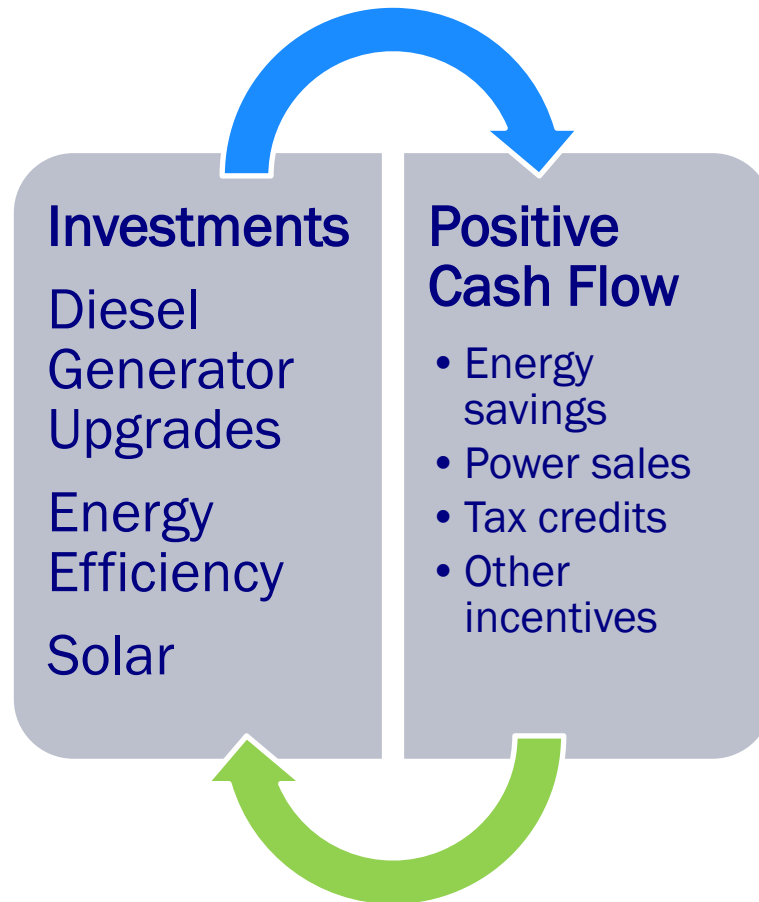 Investments
Diesel
Generator
Upgrades
Energy
Efficiency
Solar
Positive
Cash Flow
• Energy
savings
• Power sales
• Tax credits
• Other
incentives